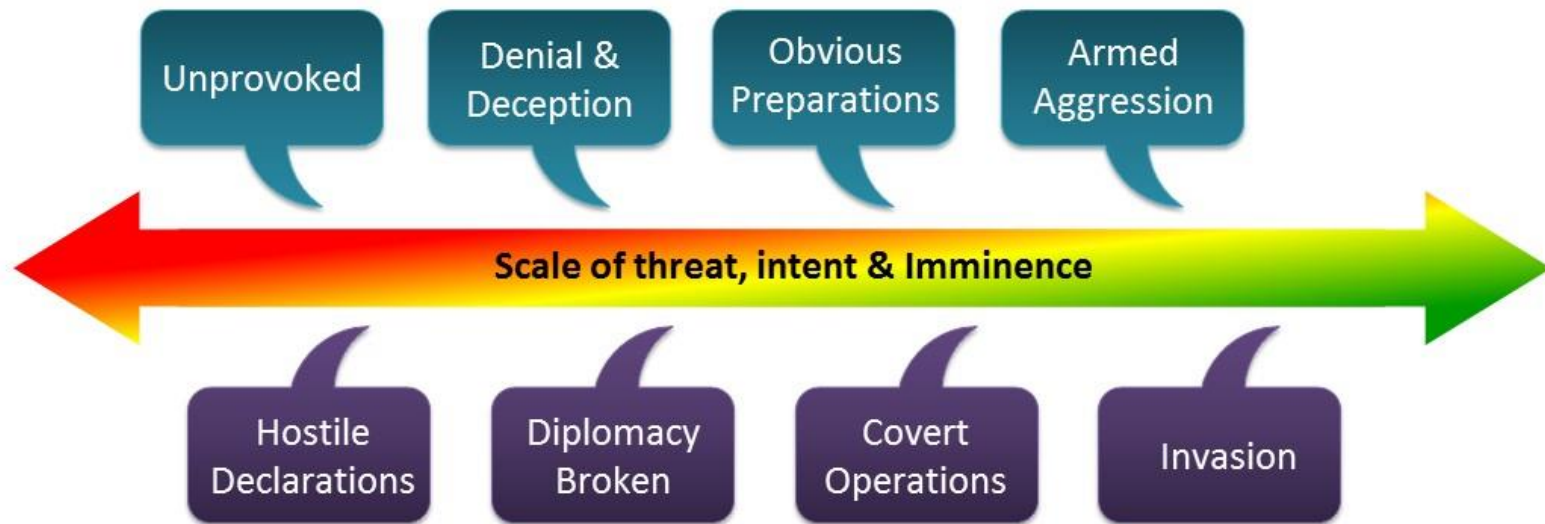 Unprovoked
Denial &
Deception
Obvious
Preparations
Armed
Aggression
Scale of threat, intent & Imminence
Hostile
Declarations
Diplomacy
Broken
Covert
Operations
Invasion